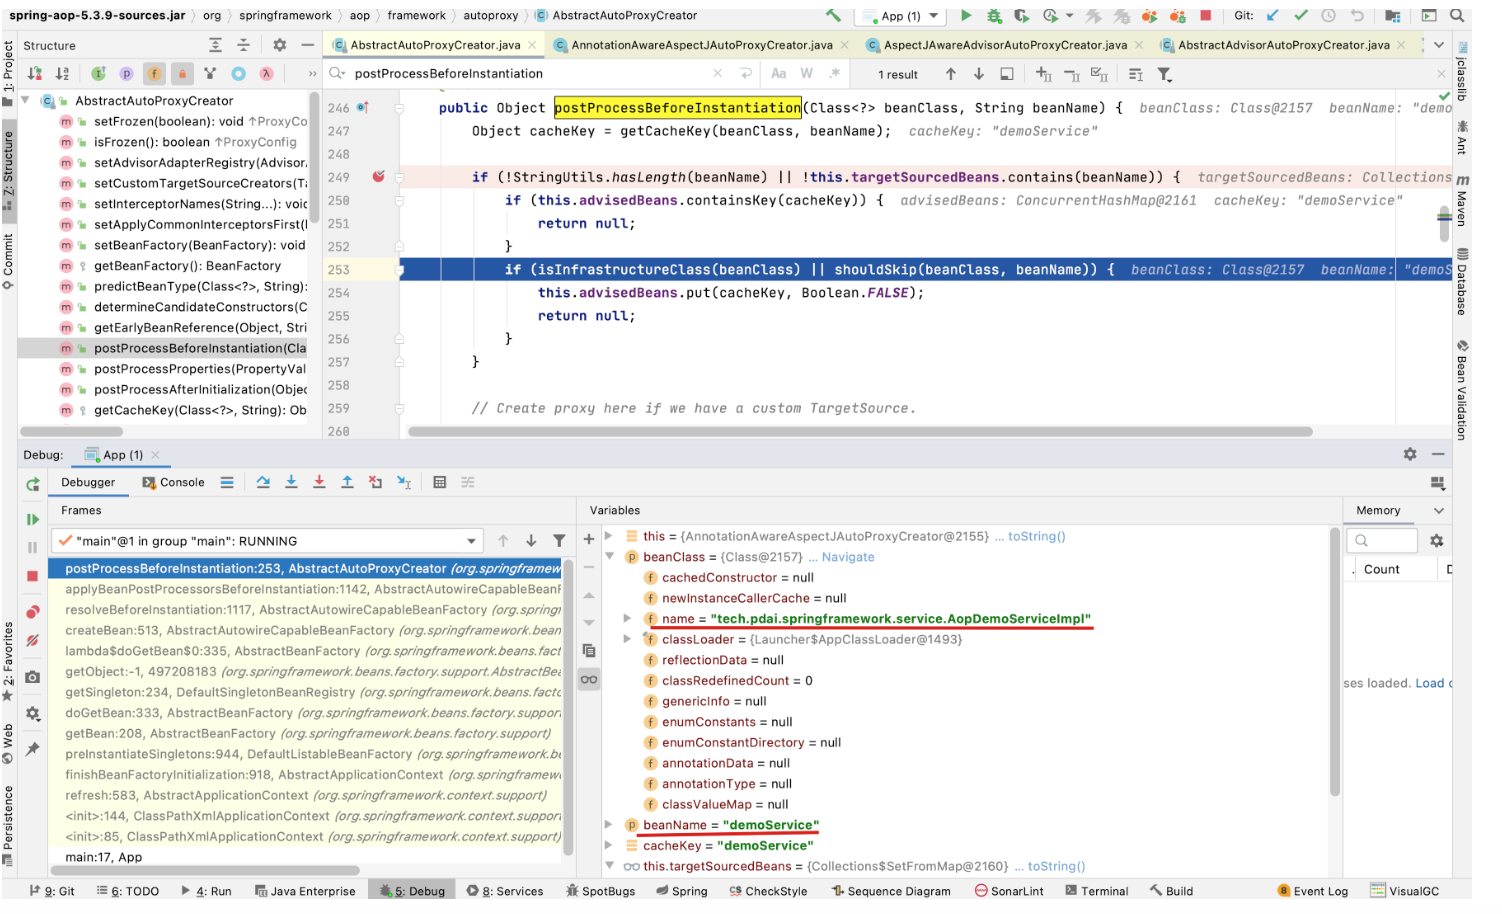 spring-aop-5.3.9-sources.jar › org › springframework › aop › framework › autoproxy › AbstractAutoProxyCreator
App (1)
Git:
Structure
AbstractAutoProxyCreator.java
AnnotationAwareAspectJAutoProxyCreator.java
AspectJAwareAdvisorAutoProxyCreator.java
AbstractAdvisorAutoProxyCreator.java
postProcessBeforeInstantiation
Aa W .*
1 result
AbstractAutoProxyCreator
setFrozen(boolean): void ↑ProxyCo
isFrozen(): boolean ↑ProxyConfig
setAdvisorAdapterRegistry(Advisor
setCustomTargetSourceCreators(Ta
setInterceptorNames(String...): voic
setApplyCommonInterceptorsFirst(
setBeanFactory(BeanFactory): void
getBeanFactory(): BeanFactory
predictBeanType(Class<?>, String):
determineCandidateConstructors(C
getEarlyBeanReference(Object, Stri
postProcessBeforeInstantiation(Cla
postProcessProperties(PropertyVal
postProcessAfterInitialization(Objec
getCacheKey(Class<?>, String): Ob
246 public Object postProcessBeforeInstantiation(Class<?> beanClass, String beanName) { beanClass: Class@2157 beanName: "demo
247 Object cacheKey = getCacheKey(beanClass, beanName); cacheKey: "demoService"
248
249 if (!StringUtils.hasLength(beanName) || !this.targetSourcedBeans.contains(beanName)) { targetSourcedBeans: Collections
250 if (this.advisedBeans.containsKey(cacheKey)) { advisedBeans: ConcurrentHashMap@2161 cacheKey: "demoService"
251 return null;
252 }
253 if (isInfrastructureClass(beanClass) || shouldSkip(beanClass, beanName)) { beanClass: Class@2157 beanName: "demoS
254 this.advisedBeans.put(cacheKey, Boolean.FALSE);
255 return null;
256 }
257 }
258
259 // Create proxy here if we have a custom TargetSource.
260
1: Project
7: Structure
Commit
2: Favorites
Web
Persistence
jclasslib
Ant
Maven
Database
Bean Validation
Debug: App (1)
Debugger
Console
Frames
"main"@1 in group "main": RUNNING
postProcessBeforeInstantiation:253, AbstractAutoProxyCreator (org.springframew
applyBeanPostProcessorsBeforeInstantiation:1142, AbstractAutowireCapableBeanF
resolveBeforeInstantiation:1117, AbstractAutowireCapableBeanFactory (org.spring
createBean:513, AbstractAutowireCapableBeanFactory (org.springframework.bean
lambda$doGetBean$0:335, AbstractBeanFactory (org.springframework.beans.fact
getObject:-1, 497208183 (org.springframework.beans.factory.support.AbstractBea
getSingleton:234, DefaultSingletonBeanRegistry (org.springframework.beans.facto
doGetBean:333, AbstractBeanFactory (org.springframework.beans.factory.suppor
getBean:208, AbstractBeanFactory (org.springframework.beans.factory.support)
preInstantiateSingletons:944, DefaultListableBeanFactory (org.springframework.be
finishBeanFactoryInitialization:918, AbstractApplicationContext (org.springframew
refresh:583, AbstractApplicationContext (org.springframework.context.support)
<init>:144, ClassPathXmlApplicationContext (org.springframework.context.suppor
<init>:85, ClassPathXmlApplicationContext (org.springframework.context.support)
main:17, App
Variables
this = {AnnotationAwareAspectJAutoProxyCreator@2155} ... toString()
beanClass = {Class@2157} ... Navigate
cachedConstructor = null
newInstanceCallerCache = null
name = "tech.pdai.springframework.service.AopDemoServiceImpl"
classLoader = {Launcher$AppClassLoader@1493}
reflectionData = null
classRedefinedCount = 0
genericInfo = null
enumConstants = null
enumConstantDirectory = null
annotationData = null
annotationType = null
classValueMap = null
beanName = "demoService"
cacheKey = "demoService"
this.targetSourcedBeans = {Collections$SetFromMap@2160} ... toString()
Memory
Count
ses loaded. Load c
9: Git
6: TODO
4: Run
Java Enterprise
5: Debug
8: Services
SpotBugs
Spring
CheckStyle
Sequence Diagram
SonarLint
Terminal
Build
8 Event Log
VisualGC